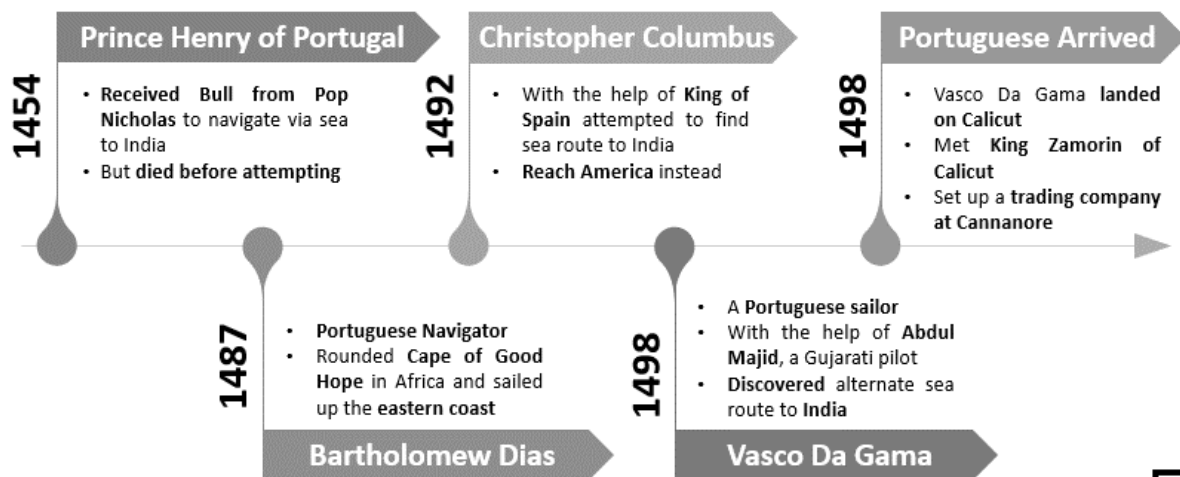 Prince Henry of Portugal
1454
• Received Bull from Pop
Nicholas to navigate via sea
to India
• But died before attempting
1487
• Portuguese Navigator
• Rounded Cape of Good
Hope in Africa and sailed
up the eastern coast
Bartholomew Dias
Christopher Columbus
1492
• With the help of King of
Spain attempted to find
sea route to India
• Reach America instead
1498
• A Portuguese sailor
• With the help of Abdul
Majid, a Gujarati pilot
• Discovered alternate sea
route to India
Vasco Da Gama
Portuguese Arrived
1498
• Vasco Da Gama landed
on Calicut
• Met King Zamorin of
Calicut
• Set up a trading company
at Cannanore